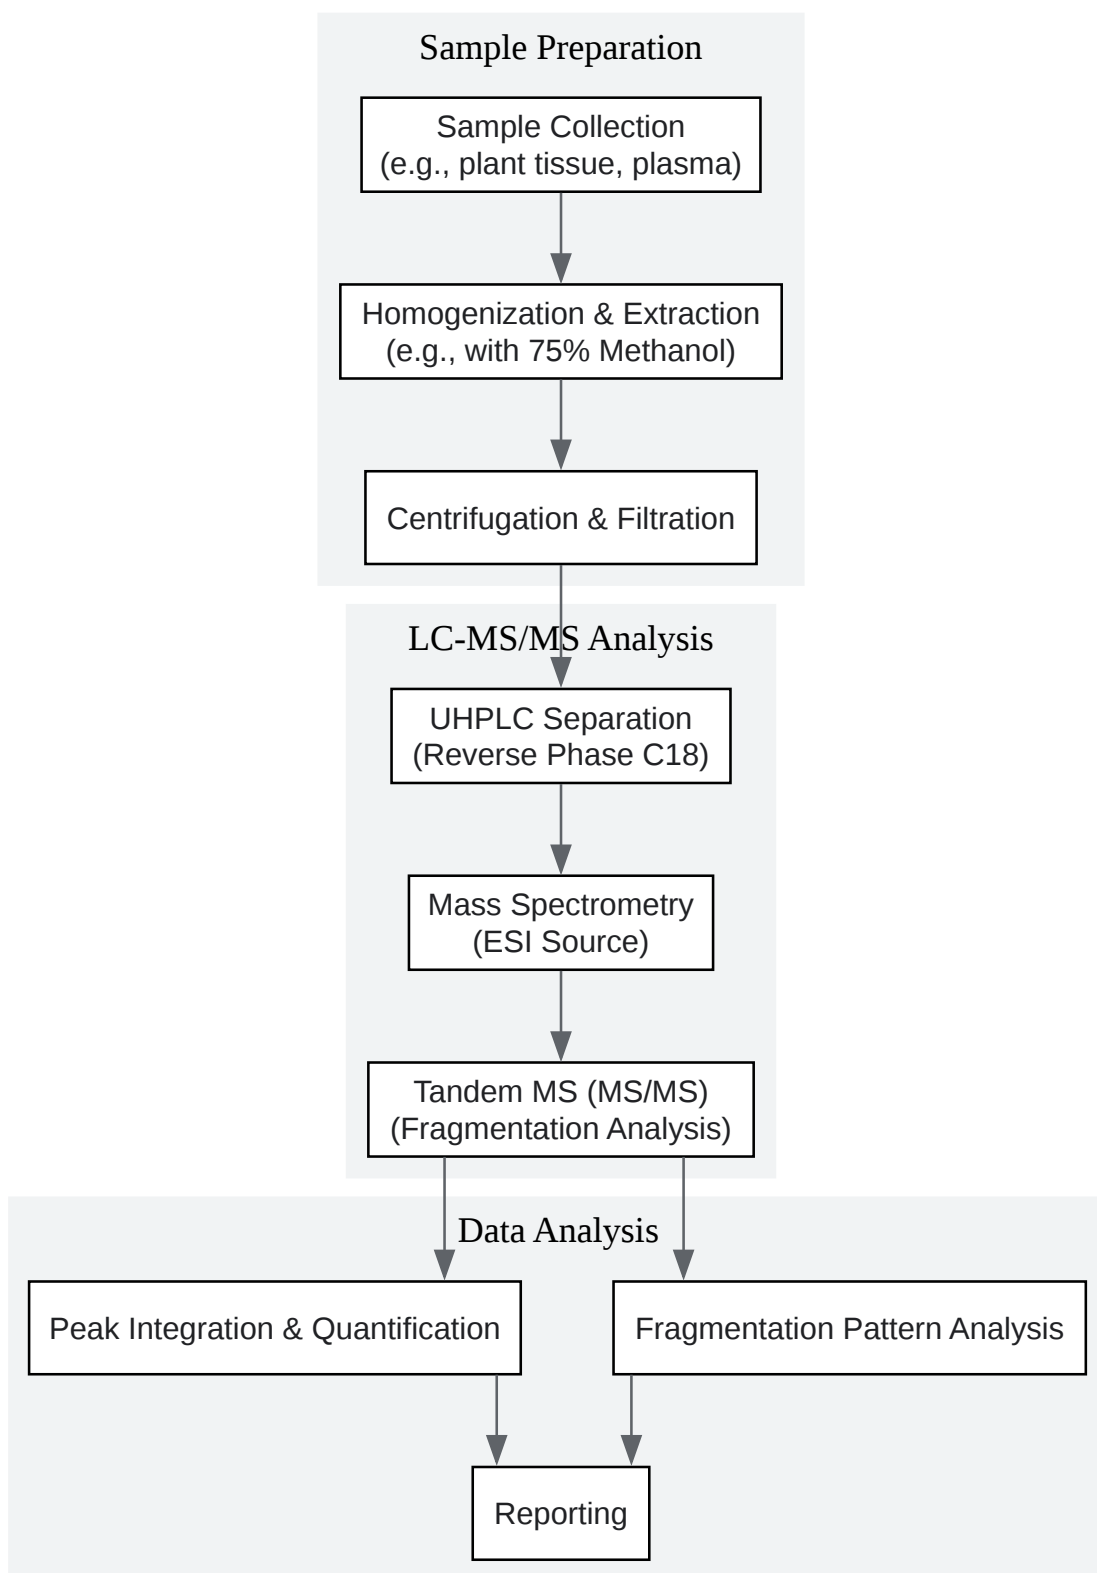 Sample Preparation
Sample Collection
(e.g., plant tissue, plasma)
Homogenization & Extraction
(e.g., with 75% Methanol)
Centrifugation & Filtration
LC-MS/MS Analysis
UHPLC Separation
(Reverse Phase C18)
Mass Spectrometry
(ESI Source)
Tandem MS (MS/MS)
(Fragmentation Analysis)
Data Analysis
Peak Integration & Quantification
Fragmentation Pattern Analysis
Reporting